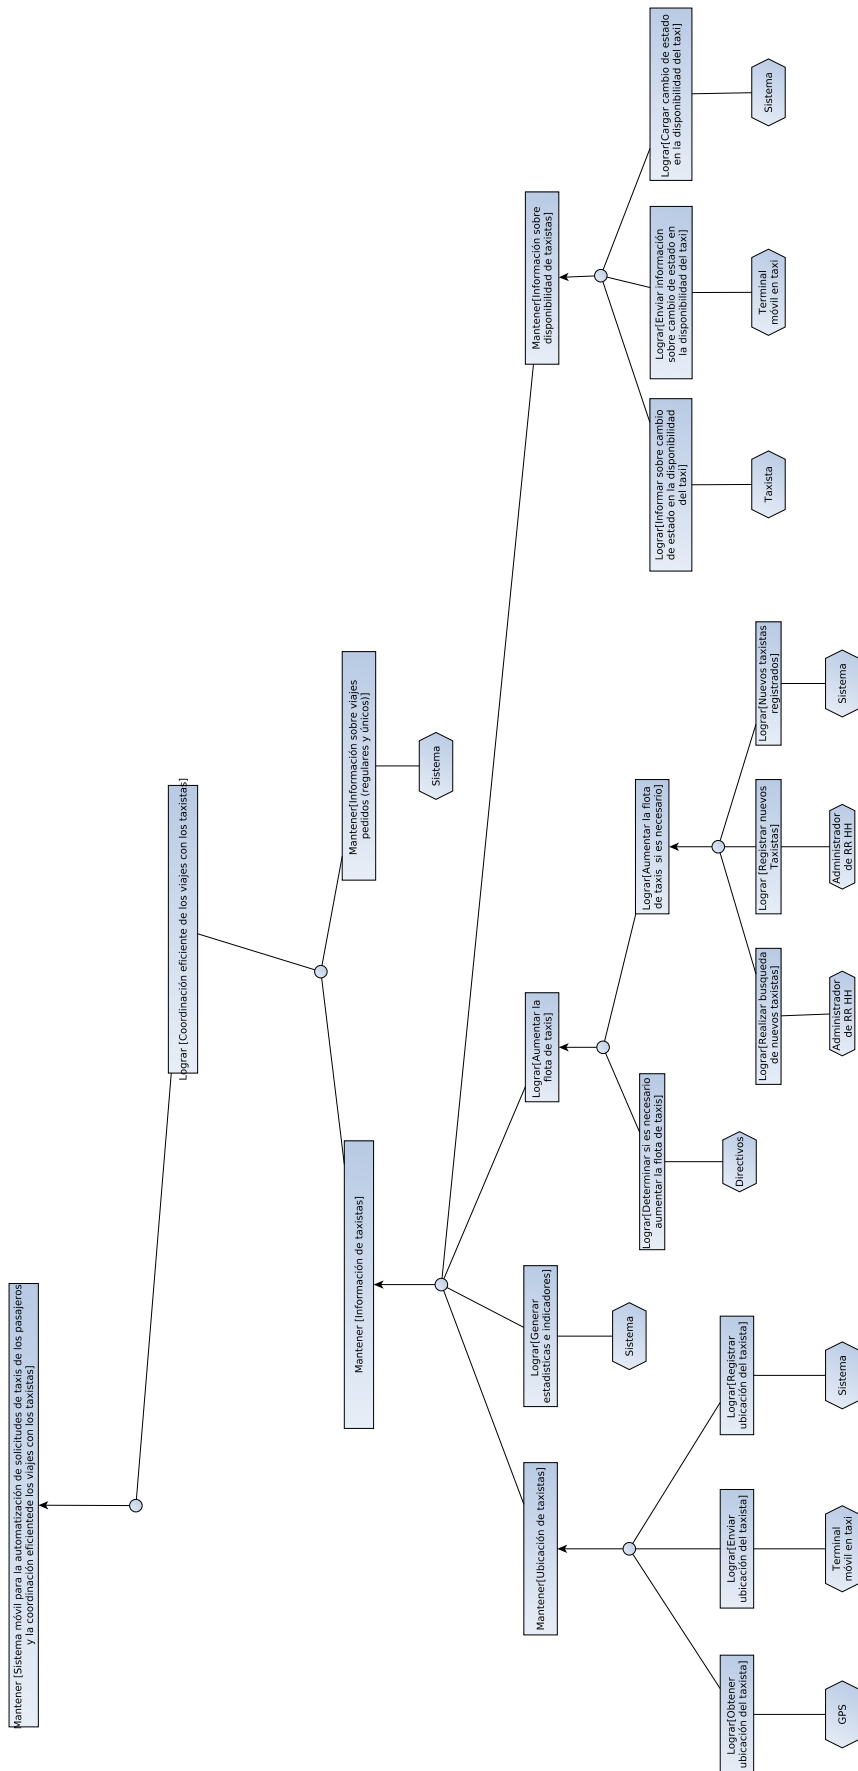 Mantener [Sistema móvil para la automatización de solicitudes de taxis de los pasajeros
y la coordinación eficientede los viajes con los taxistas]
Lograr [Coordinación eficiente de los viajes con los taxistas]
Mantener [Información de taxistas]
Mantener[Información sobre viajes
pedidos (regulares y únicos)]
Sistema
Mantener[Ubicación de taxistas]
Lograr[Generar
estadisticas e indicadores]
Sistema
Lograr[Aumentar la
flota de taxis]
Mantener[Información sobre
disponibilidad de taxistas]
Lograr[Obtener
ubicación del taxista]
GPS
Lograr[Enviar
ubicación del taxista]
Terminal
móvil en taxi
Lograr[Registrar
ubicación del taxista]
Sistema
Lograr[Determinar si es necesario
aumentar la flota de taxis]
Directivos
Lograr[Aumentar la flota
de taxis si es necesario]
Lograr[Realizar busqueda
de nuevos taxistas]
Administrador
de RR HH
Lograr [Registrar nuevos
Taxistas]
Administrador
de RR HH
Lograr[Nuevos taxistas
registrados]
Sistema
Lograr[Informar sobre cambio
de estado en la disponibilidad
del taxi]
Taxista
Lograr[Enviar información
sobre cambio de estado en
la disponibilidad del taxi]
Terminal
móvil en taxi
Lograr[Cargar cambio de estado
en la disponibilidad del taxi]
Sistema